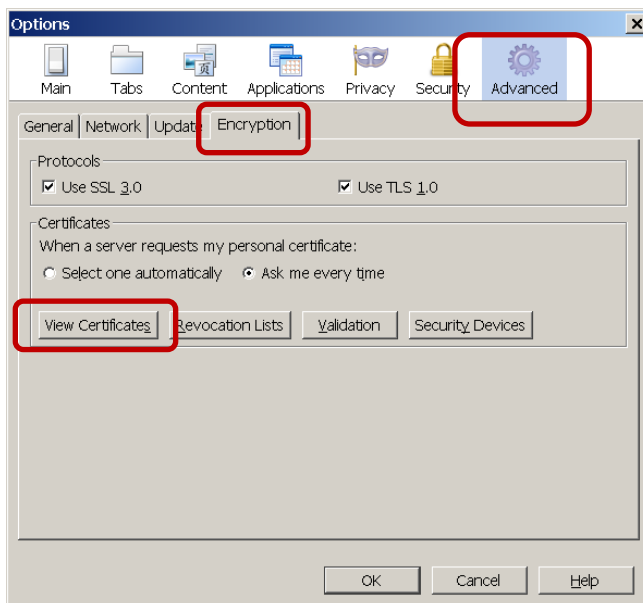 Options
Main Tabs Content Applications Privacy Security Advanced
General Network Update Encryption
Protocols
Use SSL 3.0 Use TLS 1.0
Certificates
When a server requests my personal certificate:
Select one automatically Ask me every time
View Certificates Revocation Lists Validation Security Devices
OK Cancel Help